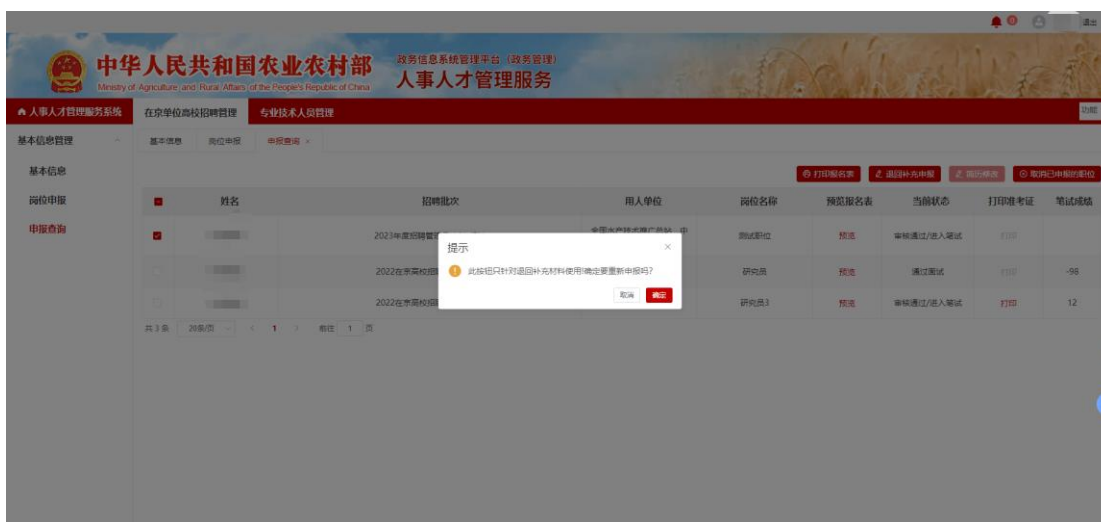 退出
中华人民共和国农业农村部
Ministry of Agriculture and Rural Affairs of the People's Republic of China
政务信息系统管理平台（政务管理）
人事人才管理服务
人事人才管理服务系统 在京单位高校招聘管理 专业技术人员管理 功能
基本信息管理 基本信息 岗位申报 申报查询 ×
基本信息
打印报名表 退回补充申报 简历修改 取消已申报的职位
岗位申报
姓名 招聘批次 用人单位 岗位名称 预览报名表 当前状态 打印准考证 笔试成绩
申报查询
2023年度招聘 测试职位 预览 审核通过/进入笔试 打印
提示 ×
此按钮只针对退回补充材料使用!确定要重新申报吗?
取消 确定
2022在京高校招 研究员 预览 通过面试 打印 -98
2022在京高校招 研究员3 预览 审核通过/进入笔试 打印 12
共 3 条 20条/页 < 1 > 前往 1 页